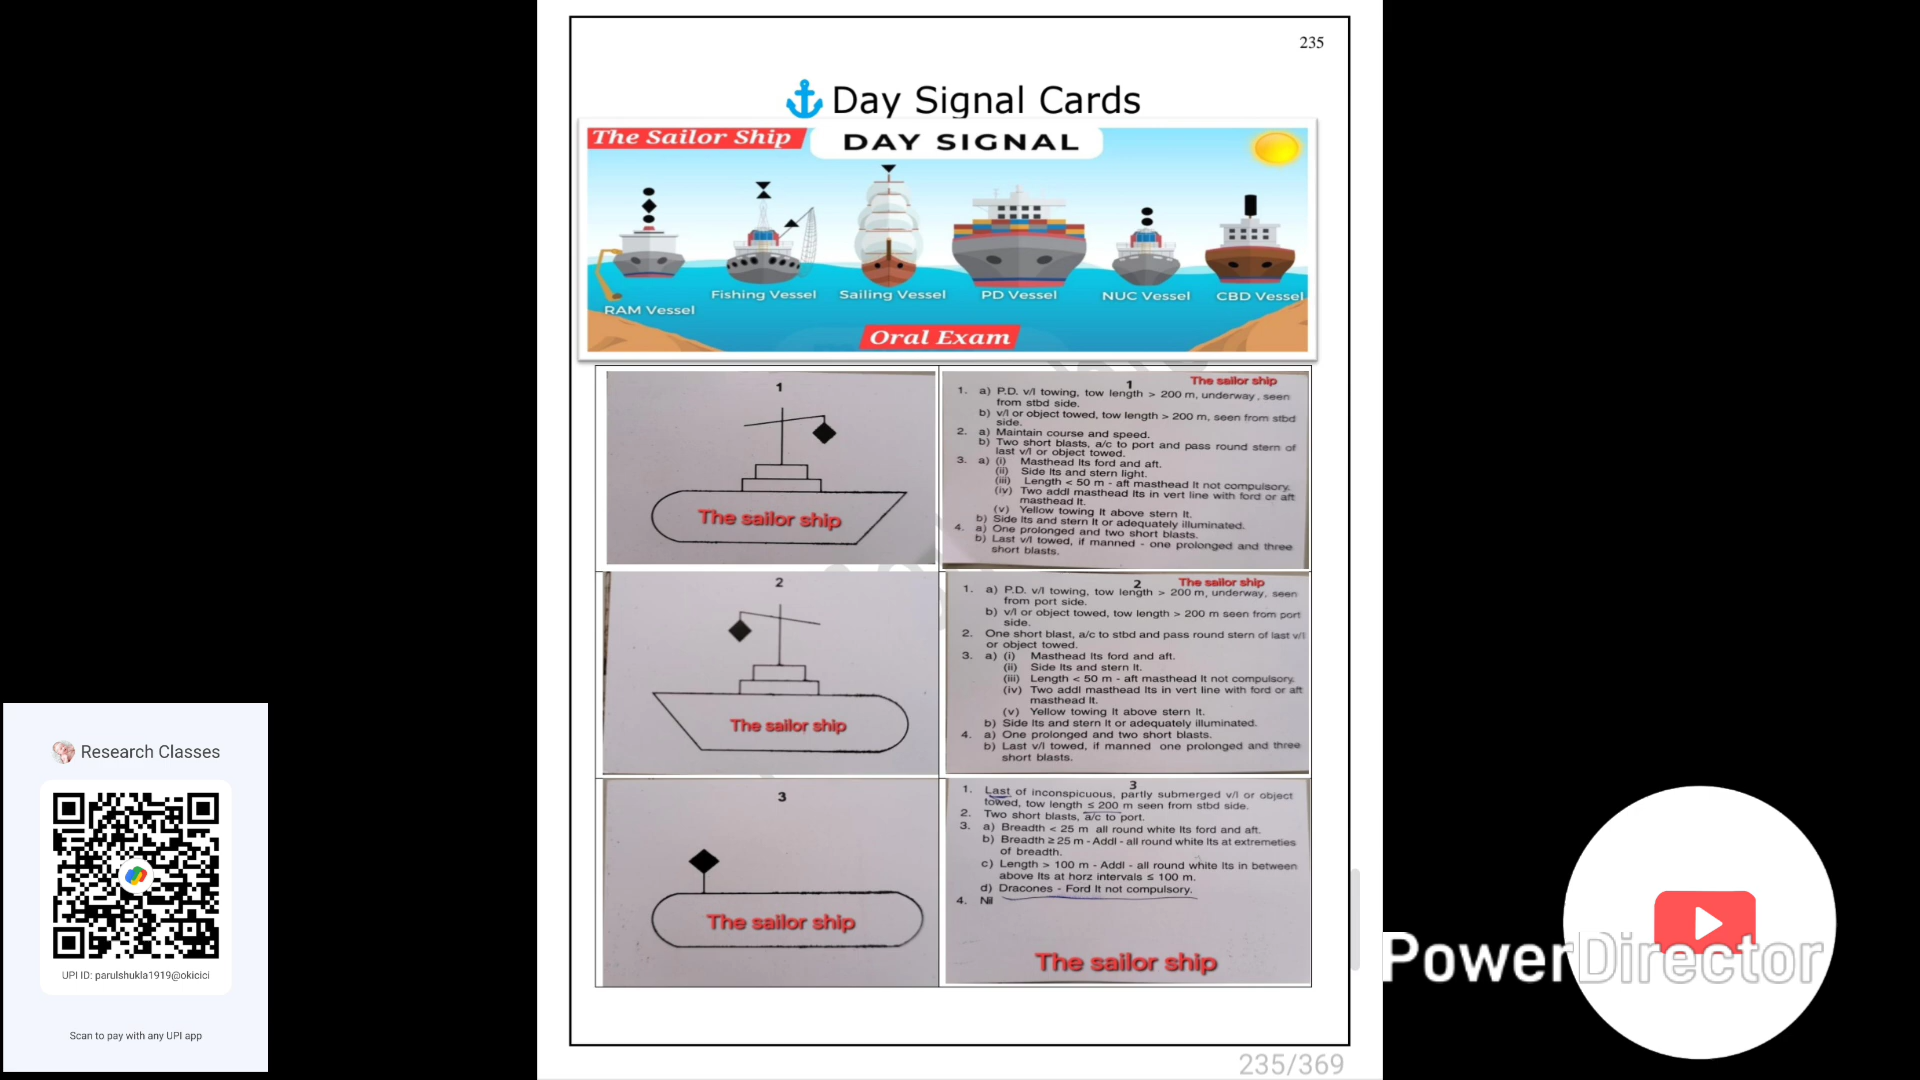 235
Day Signal Cards
The Sailor Ship
DAY SIGNAL
RAM Vessel
Fishing Vessel
Sailing Vessel
PD Vessel
NUC Vessel
CBD Vessel
Oral Exam
1
The sailor ship
1
The sailor ship
1. a) P.D. v/l towing, tow length > 200 m, underway, seen
from stbd side.
b) v/l or object towed, tow length > 200 m, seen from stbd
side.
2. a) Maintain course and speed.
b) Two short blasts, a/c to port and pass round stern of
last v/l or object towed.
3. a) (i) Masthead lts ford and aft.
(ii) Side lts and stern light.
(iii) Length < 50 m - aft masthead lt not compulsory.
(iv) Two addl masthead lts in vert line with ford or aft
masthead lt.
(v) Yellow towing lt above stern lt.
b) Side lts and stern lt or adequately illuminated.
4. a) One prolonged and two short blasts.
b) Last v/l towed, if manned - one prolonged and three
short blasts.
2
The sailor ship
2
The sailor ship
1. a) P.D. v/l towing, tow length > 200 m, underway, seen
from port side.
b) v/l or object towed, tow length > 200 m seen from port
side.
2. One short blast, a/c to stbd and pass round stern of last v/l
or object towed.
3. a) (i) Masthead lts ford and aft.
(ii) Side lts and stern lt.
(iii) Length < 50 m - aft masthead lt not compulsory.
(iv) Two addl masthead lts in vert line with ford or aft
masthead lt.
(v) Yellow towing lt above stern lt.
b) Side lts and stern lt or adequately illuminated.
4. a) One prolonged and two short blasts.
b) Last v/l towed, if manned one prolonged and three
short blasts.
3
The sailor ship
3
1. Last of inconspicuous, partly submerged v/l or object
towed, tow length ≤ 200 m seen from stbd side.
2. Two short blasts, a/c to port.
3. a) Breadth < 25 m all round white lts ford and aft.
b) Breadth ≥ 25 m - Addl - all round white lts at extremeties
of breadth.
c) Length > 100 m - Addl - all round white lts in between
above lts at horz intervals ≤ 100 m.
d) Dracones - Ford lt not compulsory.
4. Nil
The sailor ship
235/369
Research Classes
UPI ID: parulshukla1919@okicici
Scan to pay with any UPI app
PowerDirector